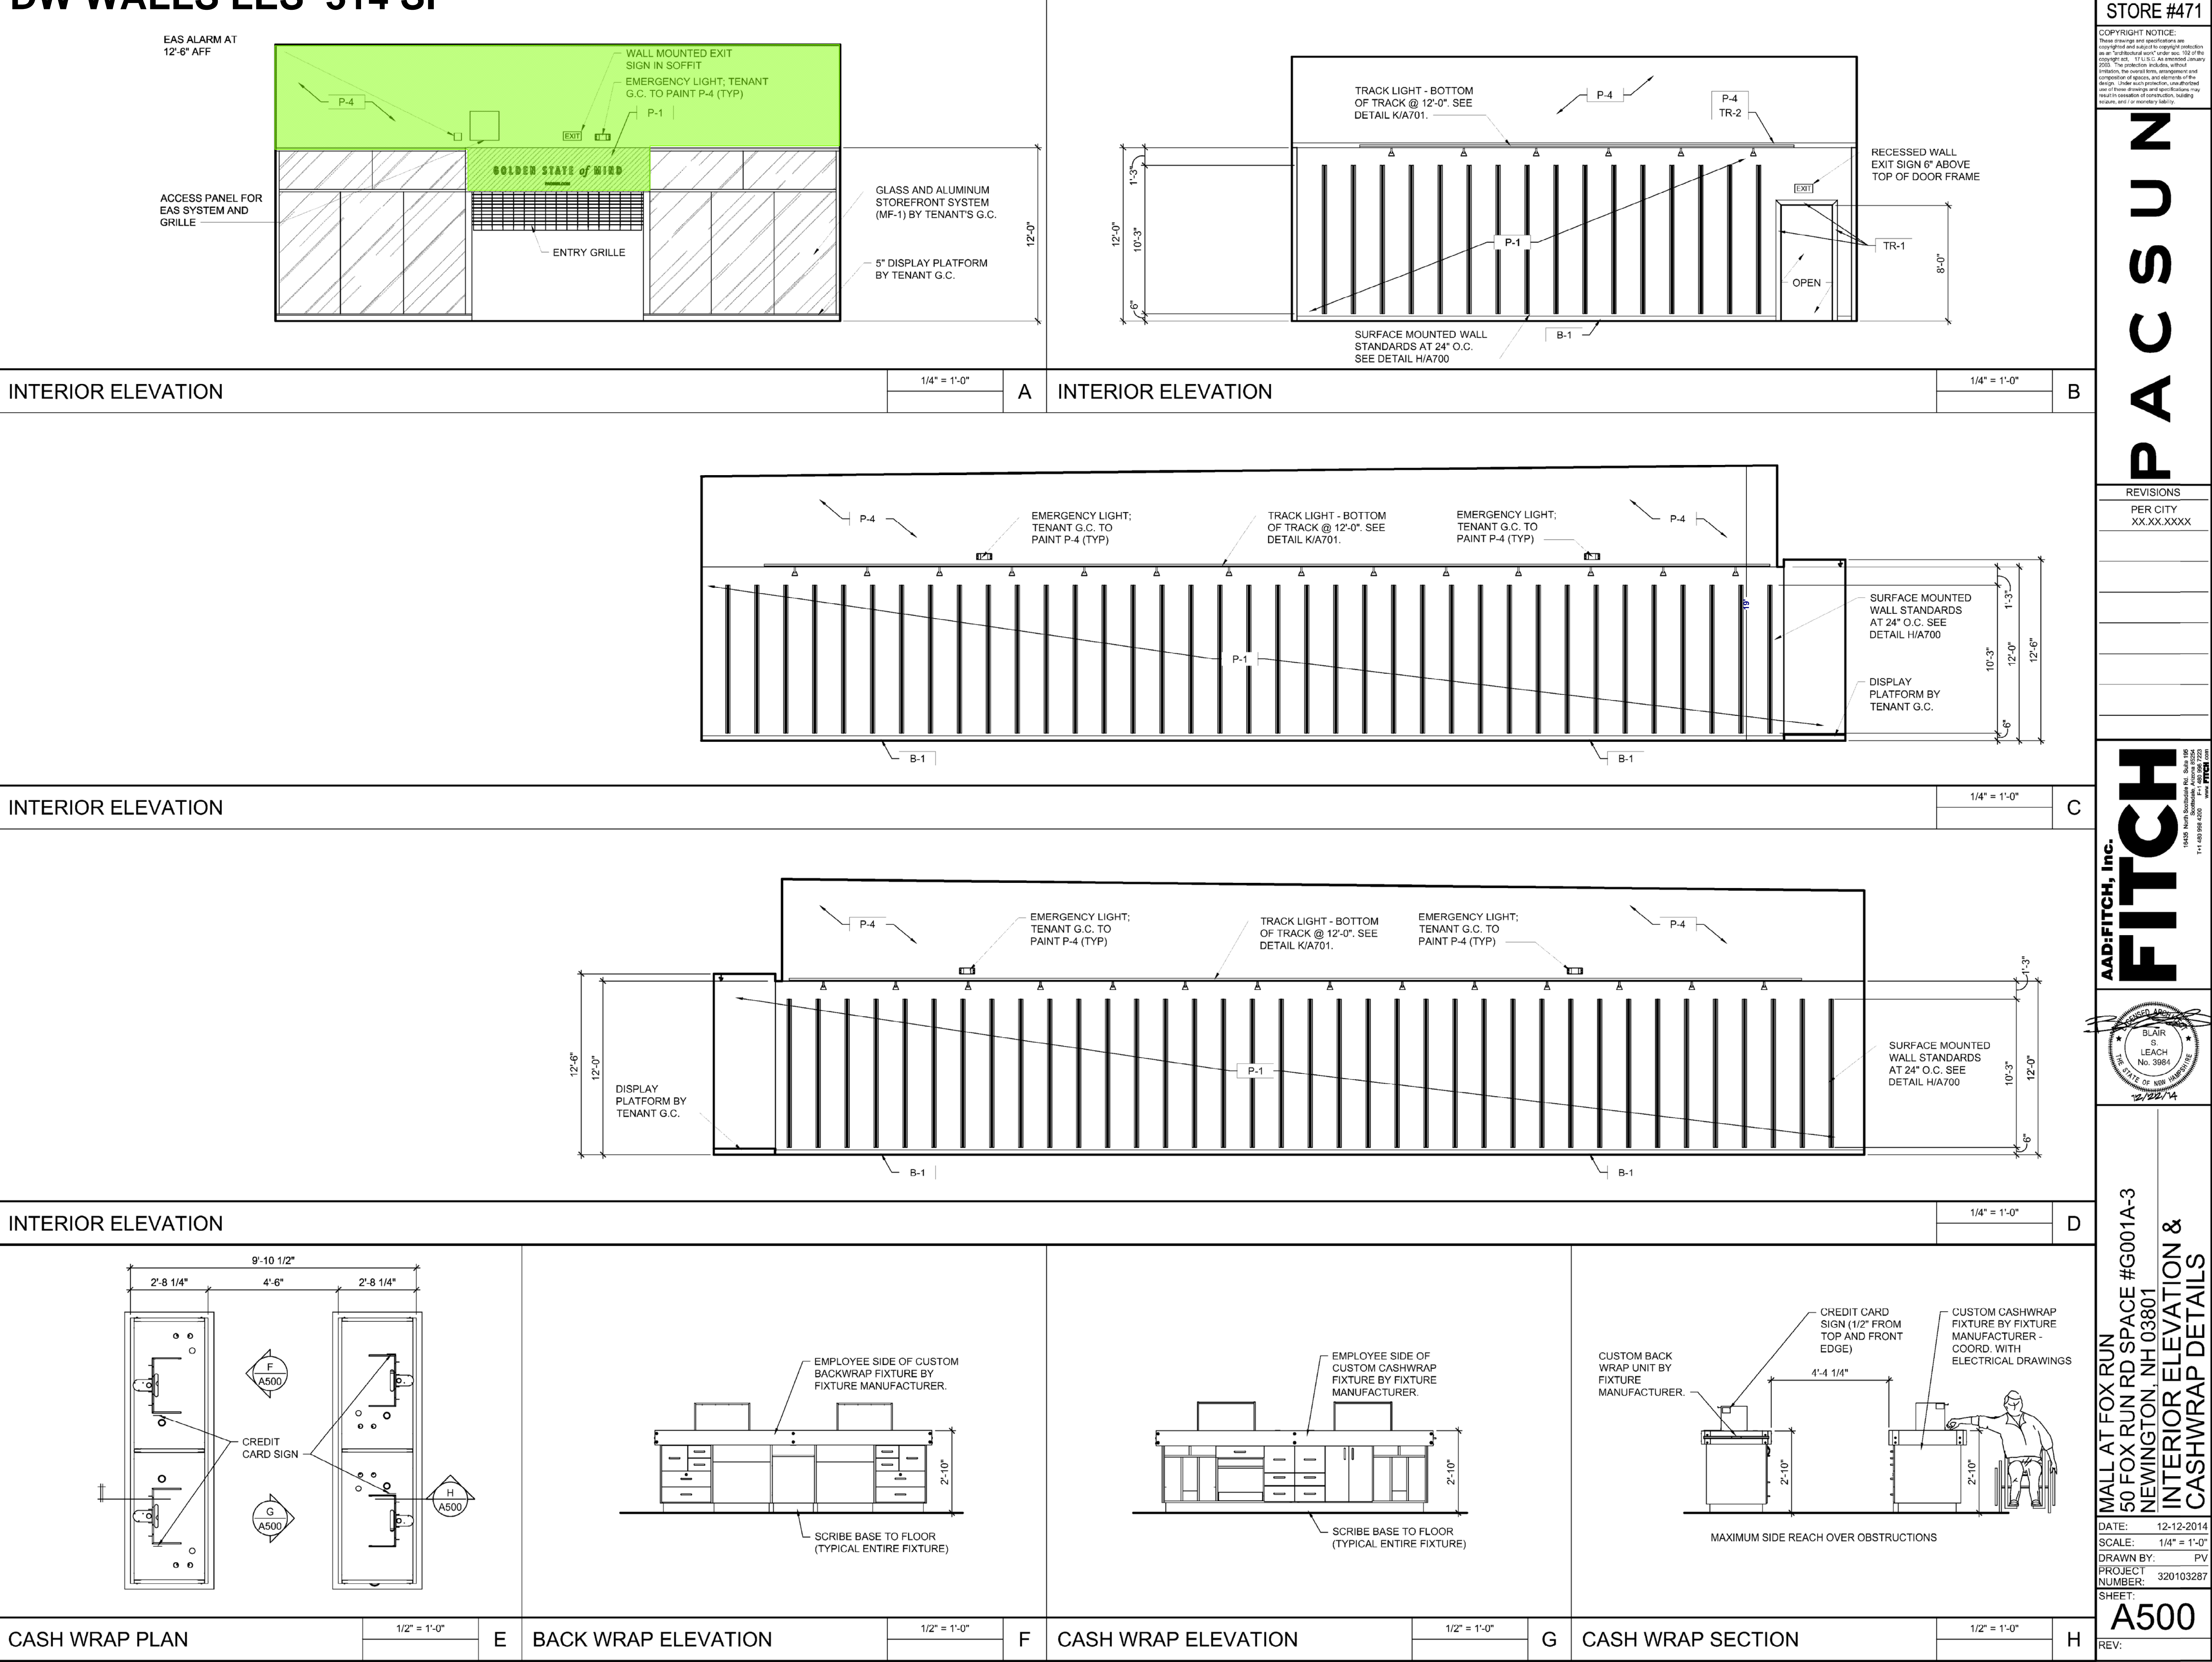 EAS ALARM AT
12'-6" AFF
WALL MOUNTED EXIT
SIGN IN SOFFIT
EMERGENCY LIGHT; TENANT
G.C. TO PAINT P-4 (TYP)
P-4
P-1
EXIT
GOLDEN STATE of MIND
ACCESS PANEL FOR
EAS SYSTEM AND
GRILLE
ENTRY GRILLE
GLASS AND ALUMINUM
STOREFRONT SYSTEM
(MF-1) BY TENANT'S G.C.
5" DISPLAY PLATFORM
BY TENANT G.C.
12'-0"
INTERIOR ELEVATION
1/4" = 1'-0"
A
TRACK LIGHT - BOTTOM
OF TRACK @ 12'-0". SEE
DETAIL K/A701.
P-4
P-4
TR-2
RECESSED WALL
EXIT SIGN 6" ABOVE
TOP OF DOOR FRAME
EXIT
1'-3"
12'-0"
10'-3"
6"
P-1
TR-1
OPEN
8'-0"
SURFACE MOUNTED WALL
STANDARDS AT 24" O.C.
SEE DETAIL H/A700
B-1
INTERIOR ELEVATION
1/4" = 1'-0"
B
P-4
EMERGENCY LIGHT;
TENANT G.C. TO
PAINT P-4 (TYP)
TRACK LIGHT - BOTTOM
OF TRACK @ 12'-0". SEE
DETAIL K/A701.
EMERGENCY LIGHT;
TENANT G.C. TO
PAINT P-4 (TYP)
P-4
19'
P-1
SURFACE MOUNTED
WALL STANDARDS
AT 24" O.C. SEE
DETAIL H/A700
DISPLAY
PLATFORM BY
TENANT G.C.
1'-3"
10'-3"
12'-0"
12'-6"
6"
B-1
B-1
INTERIOR ELEVATION
1/4" = 1'-0"
C
P-4
EMERGENCY LIGHT;
TENANT G.C. TO
PAINT P-4 (TYP)
TRACK LIGHT - BOTTOM
OF TRACK @ 12'-0". SEE
DETAIL K/A701.
EMERGENCY LIGHT;
TENANT G.C. TO
PAINT P-4 (TYP)
P-4
12'-6"
12'-0"
DISPLAY
PLATFORM BY
TENANT G.C.
P-1
SURFACE MOUNTED
WALL STANDARDS
AT 24" O.C. SEE
DETAIL H/A700
1'-3"
10'-3"
12'-0"
6"
B-1
B-1
INTERIOR ELEVATION
1/4" = 1'-0"
D
9'-10 1/2"
2'-8 1/4"
4'-6"
2'-8 1/4"
F
A500
CREDIT
CARD SIGN
G
A500
H
A500
CASH WRAP PLAN
1/2" = 1'-0"
E
EMPLOYEE SIDE OF CUSTOM
BACKWRAP FIXTURE BY
FIXTURE MANUFACTURER.
2'-10"
SCRIBE BASE TO FLOOR
(TYPICAL ENTIRE FIXTURE)
BACK WRAP ELEVATION
1/2" = 1'-0"
F
EMPLOYEE SIDE OF
CUSTOM CASHWRAP
FIXTURE BY FIXTURE
MANUFACTURER.
2'-10"
SCRIBE BASE TO FLOOR
(TYPICAL ENTIRE FIXTURE)
CASH WRAP ELEVATION
1/2" = 1'-0"
G
CUSTOM BACK
WRAP UNIT BY
FIXTURE
MANUFACTURER.
CREDIT CARD
SIGN (1/2" FROM
TOP AND FRONT
EDGE)
CUSTOM CASHWRAP
FIXTURE BY FIXTURE
MANUFACTURER -
COORD. WITH
ELECTRICAL DRAWINGS
4'-4 1/4"
2'-10"
2'-10"
MAXIMUM SIDE REACH OVER OBSTRUCTIONS
CASH WRAP SECTION
1/2" = 1'-0"
H
STORE #471
COPYRIGHT NOTICE:
PACSUN
REVISIONS
PER CITY
XX.XX.XXXX
AAD:FITCH, Inc.
FITCH
16435 North Scottsdale Rd. Suite 195
Scottsdale, Arizona 85254
BLAIR
S.
LEACH
No. 3984
THE STATE OF NEW HAMPSHIRE
12/22/14
MALL AT FOX RUN
50 FOX RUN RD SPACE #G001A-3
NEWINGTON, NH 03801
INTERIOR ELEVATION &
CASHWRAP DETAILS
DATE: 12-12-2014
SCALE: 1/4" = 1'-0"
DRAWN BY: PV
PROJECT
NUMBER: 320103287
SHEET:
A500
REV: